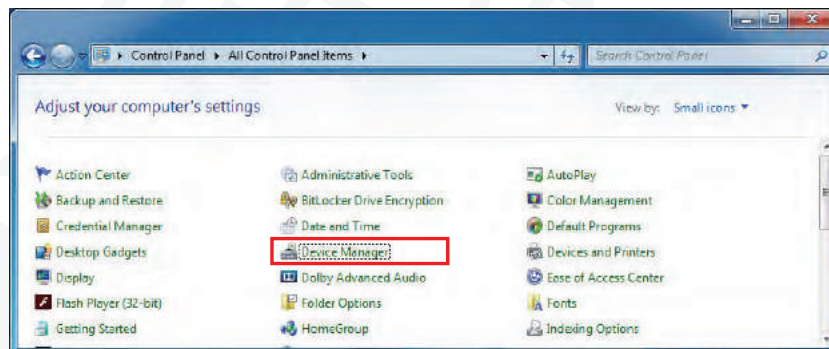 Control Panel ▸ All Control Panel Items ▸
Search Control Panel
Adjust your computer's settings
View by: Small icons
Action Center
Administrative Tools
AutoPlay
Backup and Restore
BitLocker Drive Encryption
Color Management
Credential Manager
Date and Time
Default Programs
Desktop Gadgets
Device Manager
Devices and Printers
Display
Dolby Advanced Audio
Ease of Access Center
Flash Player (32-bit)
Folder Options
Fonts
Getting Started
HomeGroup
Indexing Options